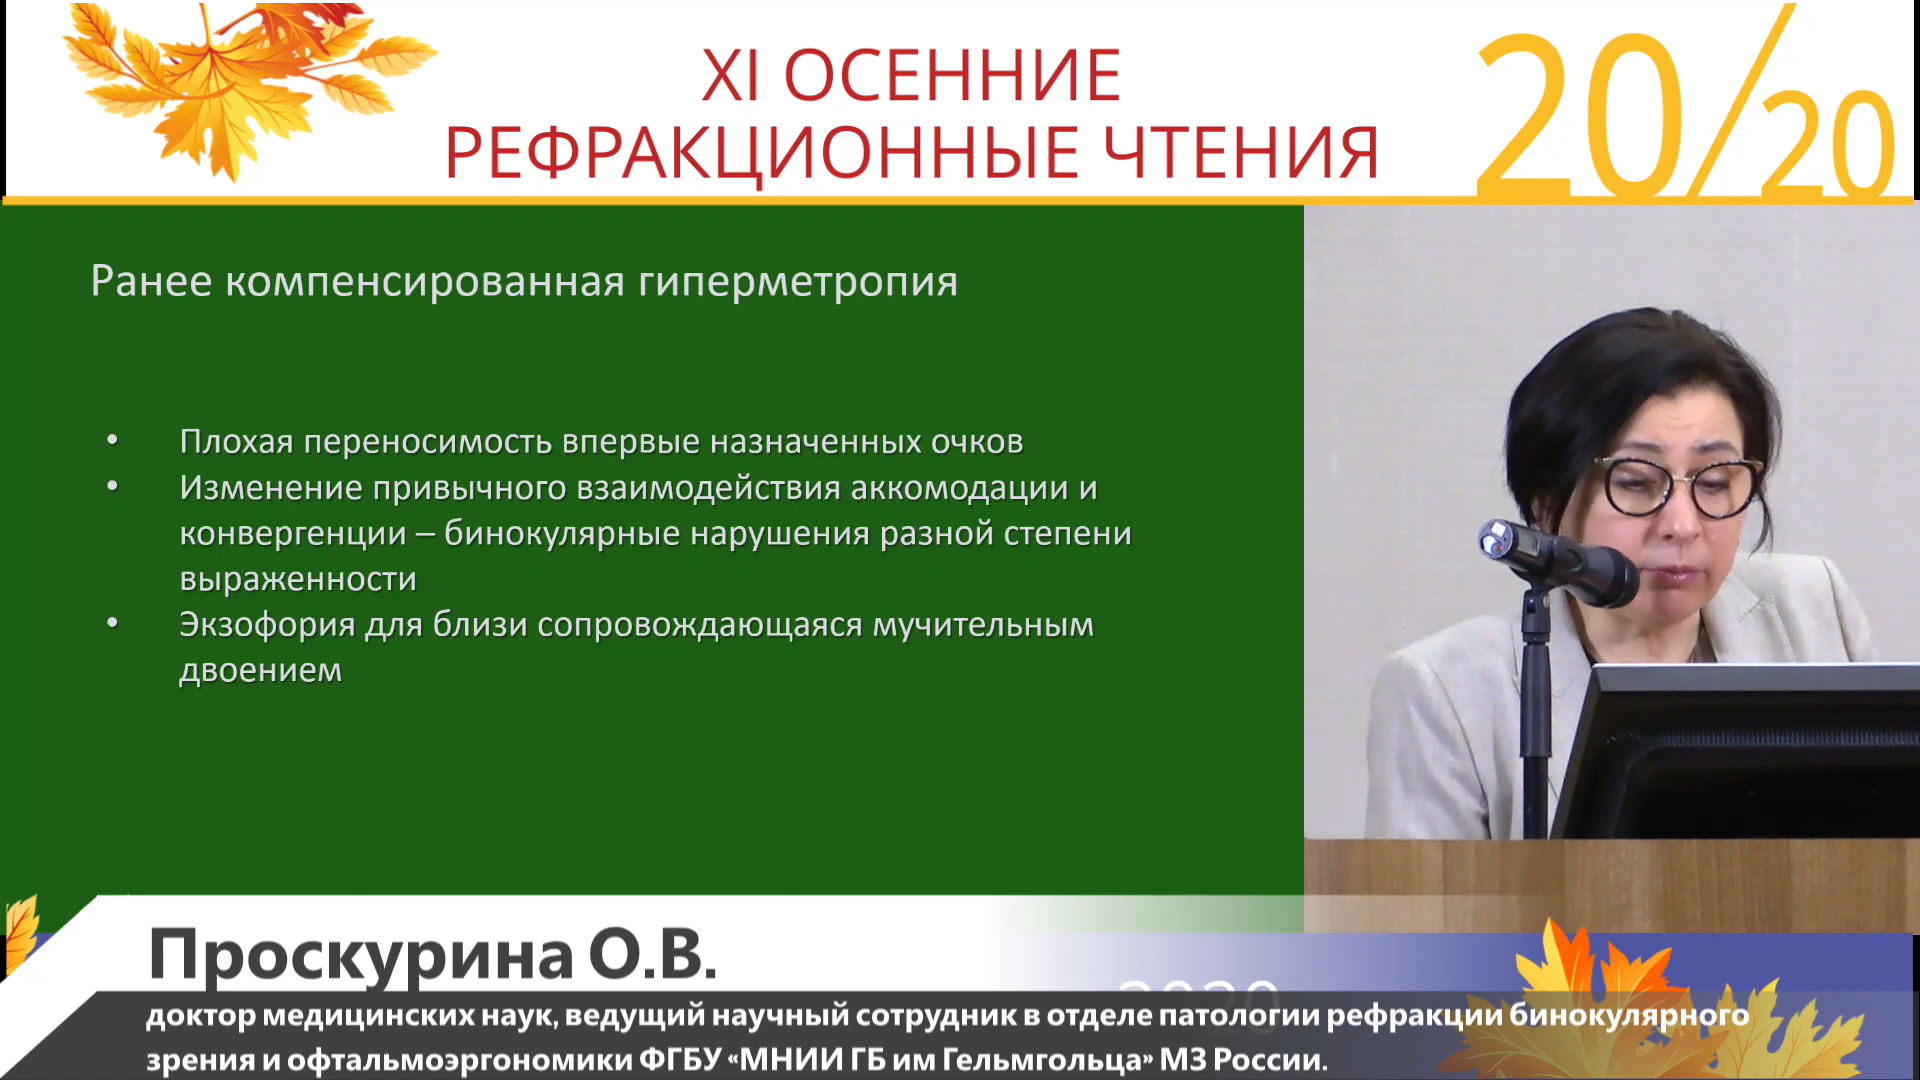 XI ОСЕННИЕ
РЕФРАКЦИОННЫЕ ЧТЕНИЯ
20/20
Ранее компенсированная гиперметропия
• Плохая переносимость впервые назначенных очков
• Изменение привычного взаимодействия аккомодации и
конвергенции – бинокулярные нарушения разной степени
выраженности
• Экзофория для близи сопровождающаяся мучительным
двоением
Проскурина О.В.
2020
доктор медицинских наук, ведущий научный сотрудник в отделе патологии рефракции бинокулярного
зрения и офтальмоэргономики ФГБУ «МНИИ ГБ им Гельмгольца» МЗ России.